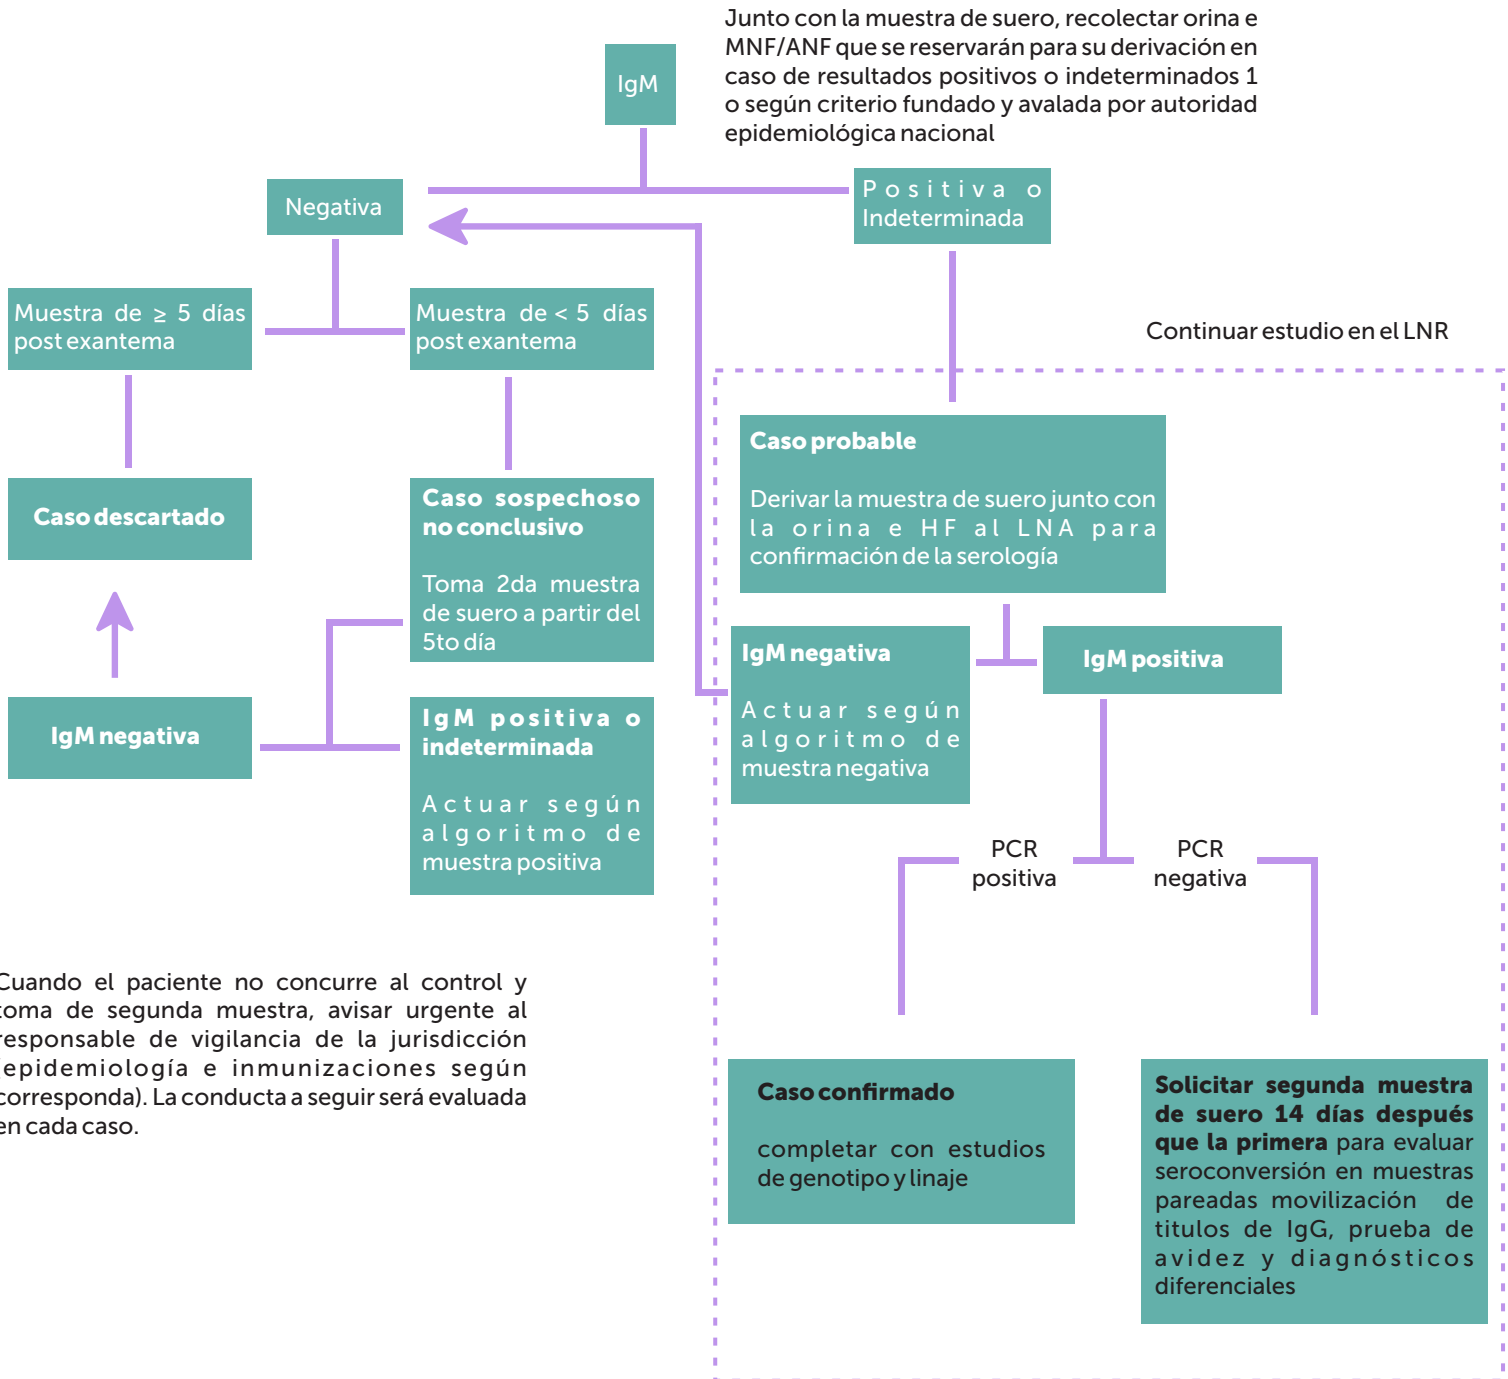 Junto con la muestra de suero, recolectar orina e
MNF/ANF que se reservarán para su derivación en
caso de resultados positivos o indeterminados 1
o según criterio fundado y avalada por autoridad
epidemiológica nacional
IgM
Negativa
Positiva o
Indeterminada
Muestra de ≥ 5 días
post exantema
Muestra de < 5 días
post exantema
Continuar estudio en el LNR
Caso descartado
Caso sospechoso
no conclusivo
Toma 2da muestra
de suero a partir del
5to día
Caso probable
Derivar la muestra de suero junto con
la orina e HF al LNA para
confirmación de la serología
IgM negativa
IgM positiva o
indeterminada
Actuar según
algoritmo de
muestra positiva
IgM negativa
Actuar según
algoritmo de
muestra negativa
IgM positiva
PCR
positiva
PCR
negativa
Cuando el paciente no concurre al control y
toma de segunda muestra, avisar urgente al
responsable de vigilancia de la jurisdicción
(epidemiología e inmunizaciones según
corresponda). La conducta a seguir será evaluada
en cada caso.
Caso confirmado
completar con estudios
de genotipo y linaje
Solicitar segunda muestra
de suero 14 días después
que la primera para evaluar
seroconversión en muestras
pareadas movilización de
titulos de IgG, prueba de
avidez y diagnósticos
diferenciales